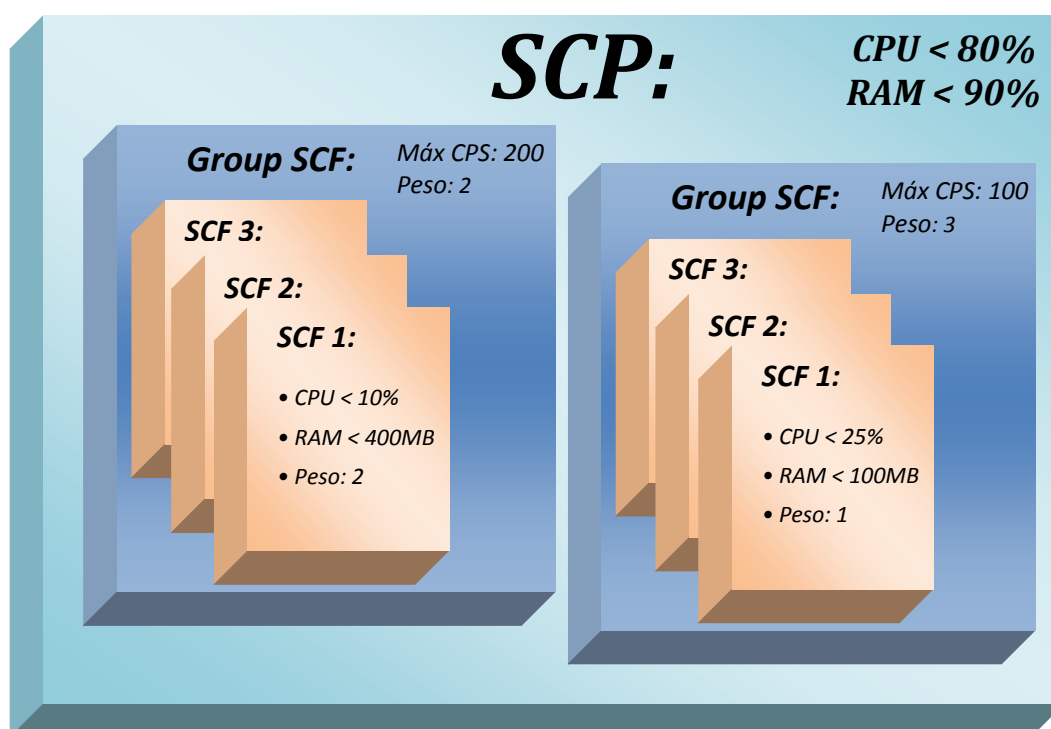 SCP:
CPU < 80%
RAM < 90%
Group SCF:
Máx CPS: 200
Peso: 2
SCF 3:
SCF 2:
SCF 1:
• CPU < 10%
• RAM < 400MB
• Peso: 2
Group SCF:
Máx CPS: 100
Peso: 3
SCF 3:
SCF 2:
SCF 1:
• CPU < 25%
• RAM < 100MB
• Peso: 1